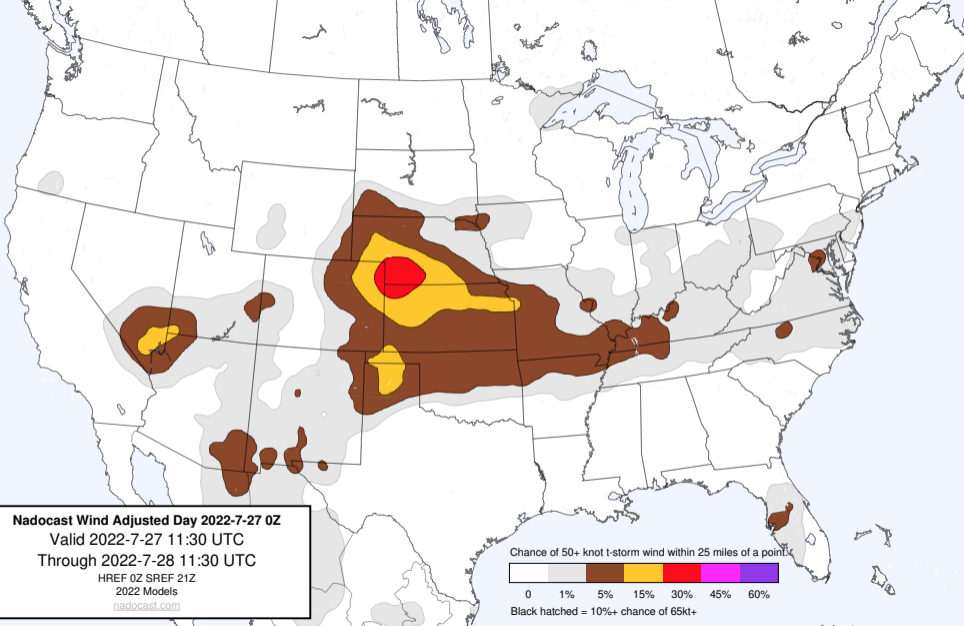 Nadocast Wind Adjusted Day 2022-7-27 0Z
Valid 2022-7-27 11:30 UTC
Through 2022-7-28 11:30 UTC
HREF 0Z SREF 21Z
2022 Models
nadocast.com
Chance of 50+ knot t-storm wind within 25 miles of a point.
0 1% 5% 15% 30% 45% 60%
Black hatched = 10%+ chance of 65kt+